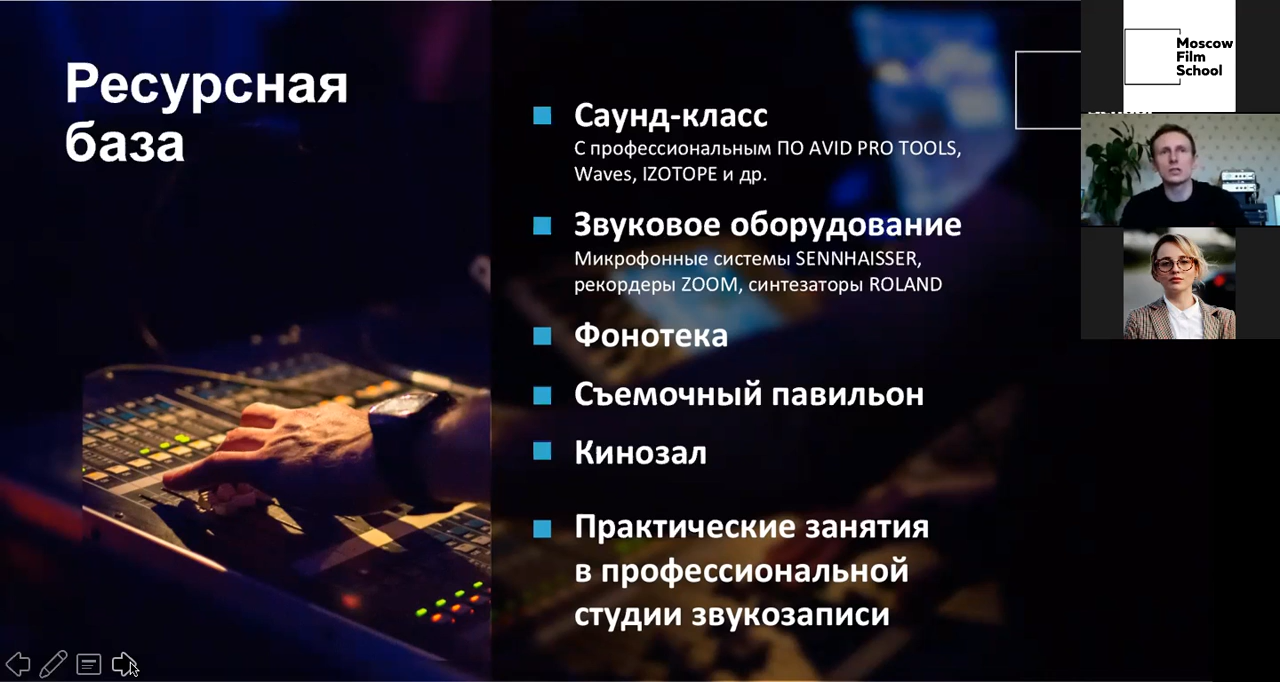 Ресурсная
база
Саунд-класс
С профессиональным ПО AVID PRO TOOLS,
Waves, IZOTOPE и др.
Звуковое оборудование
Микрофонные системы SENNHAISSER,
рекордеры ZOOM, синтезаторы ROLAND
Фонотека
Съемочный павильон
Кинозал
Практические занятия
в профессиональной
студии звукозаписи
Moscow
Film
School